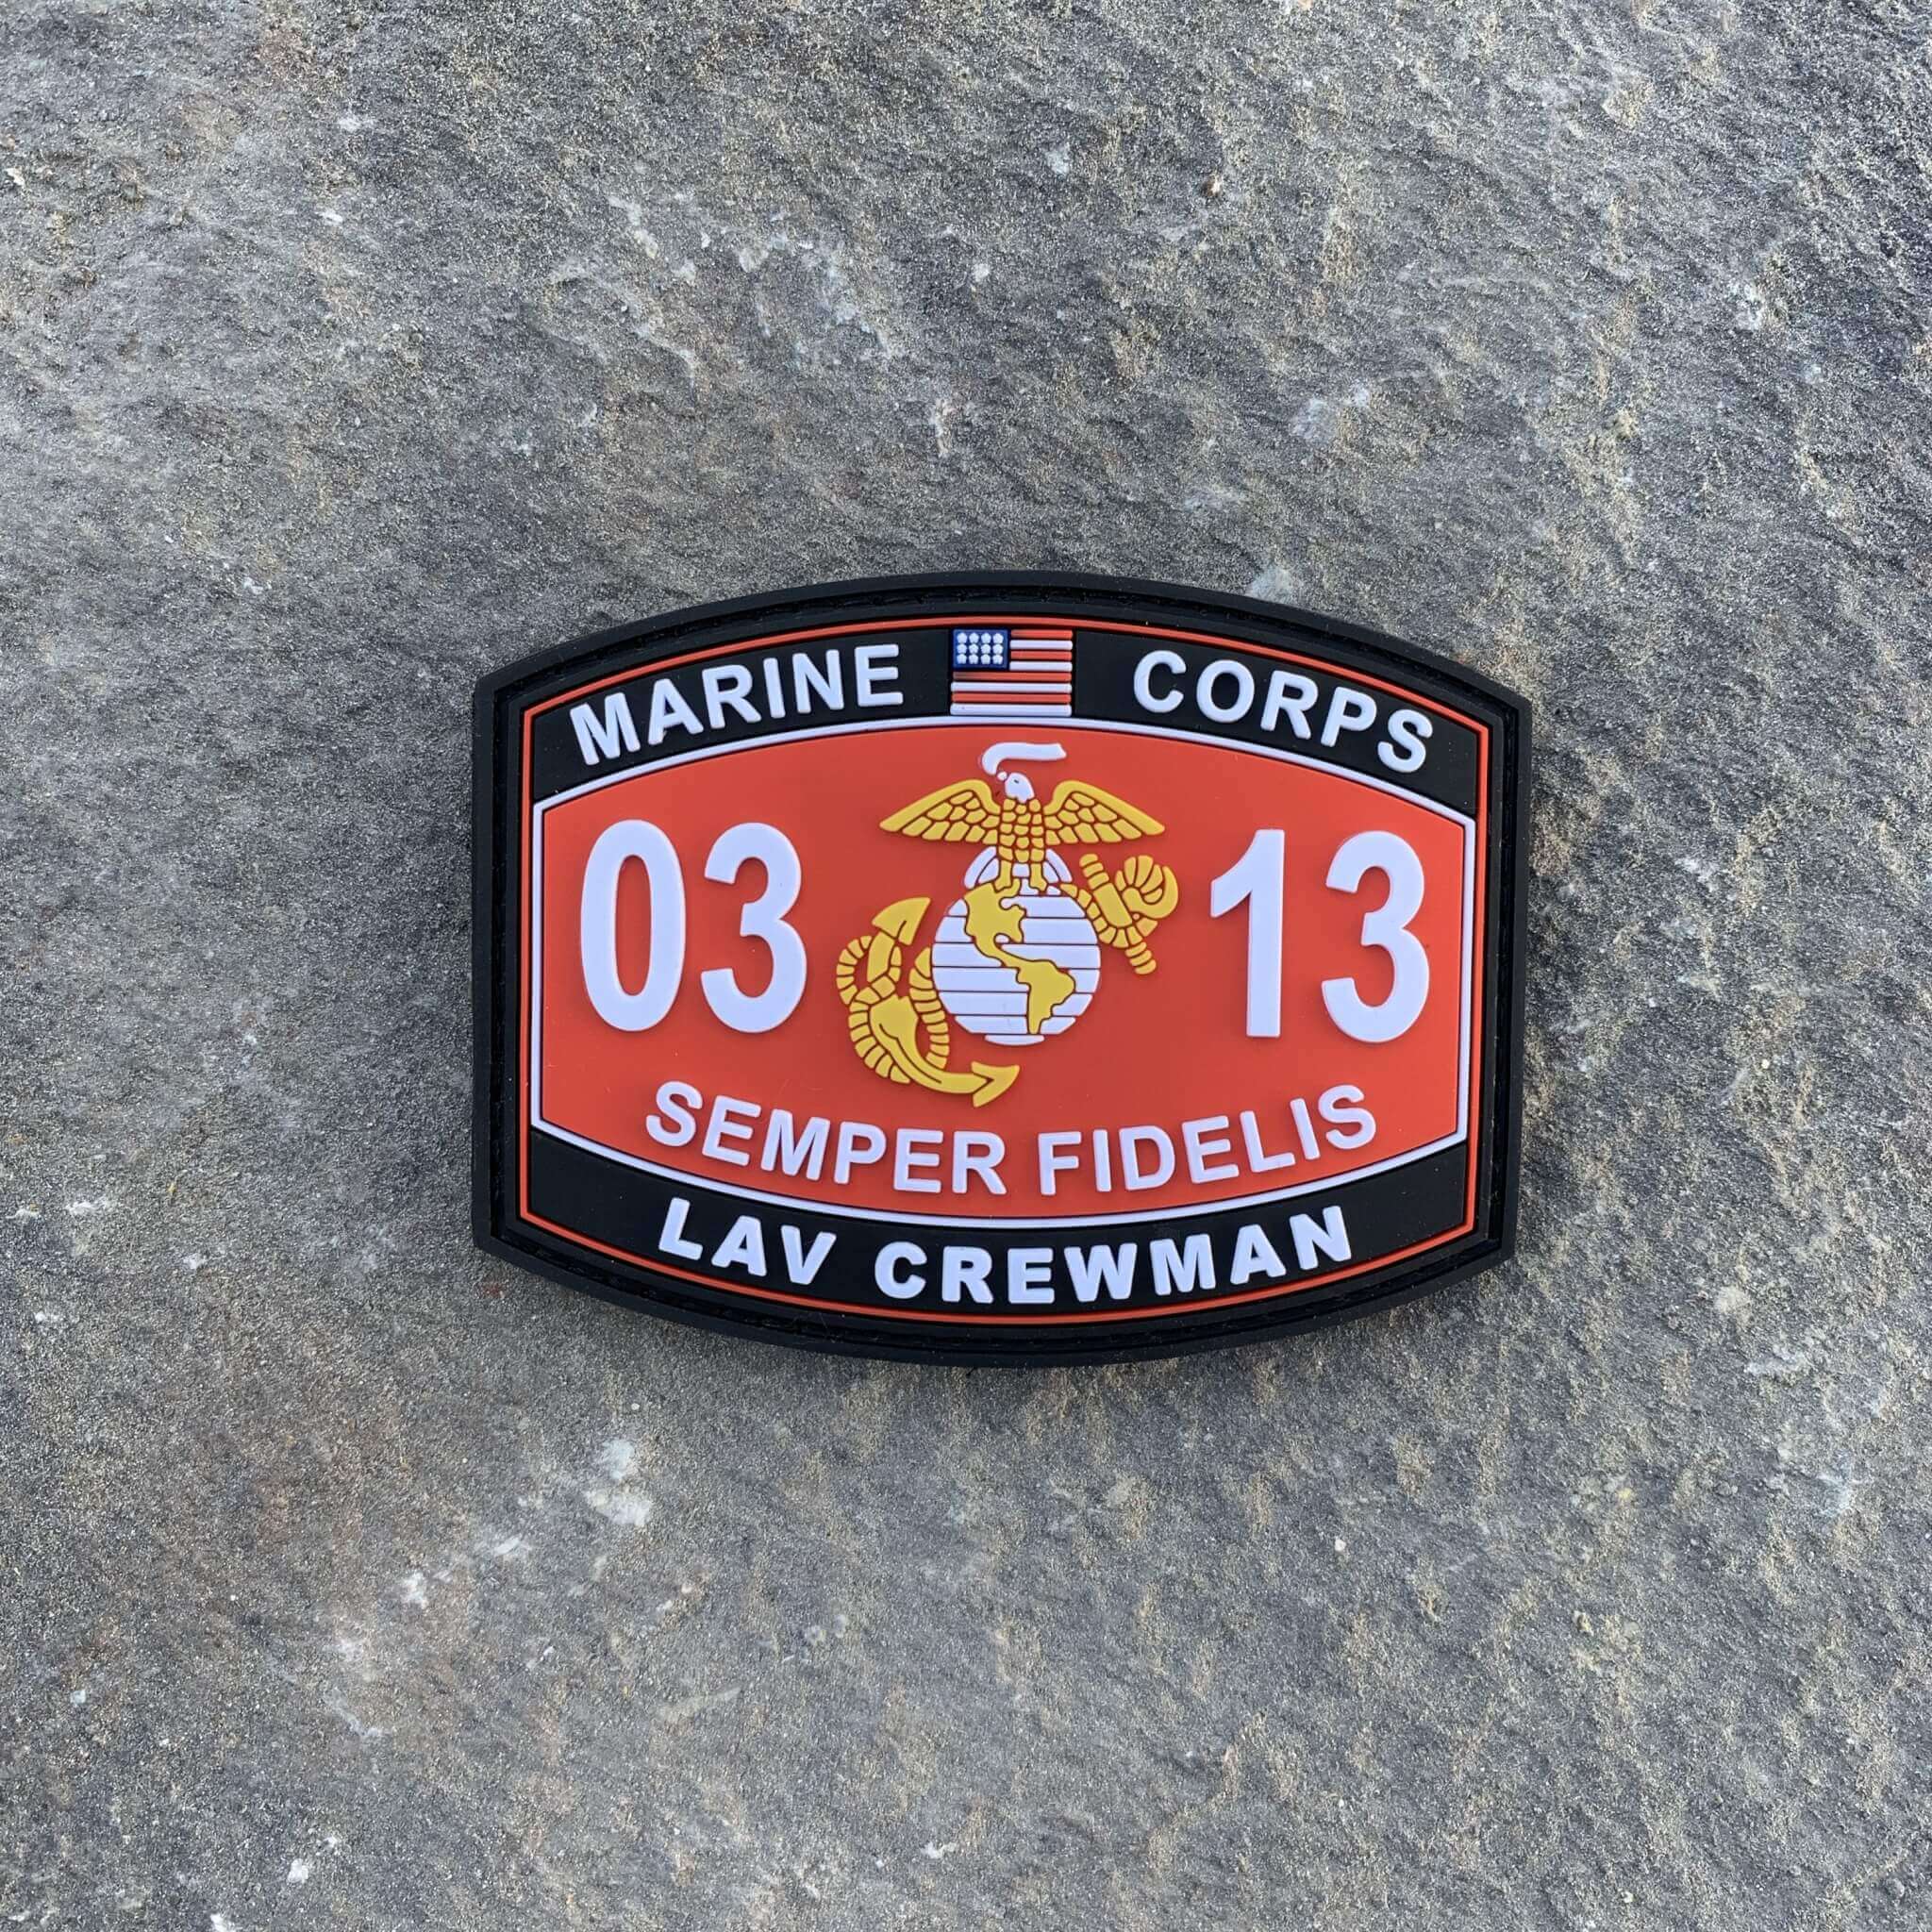 MARINE CORPS
03 13
SEMPER FIDELIS
LAV CREWMAN